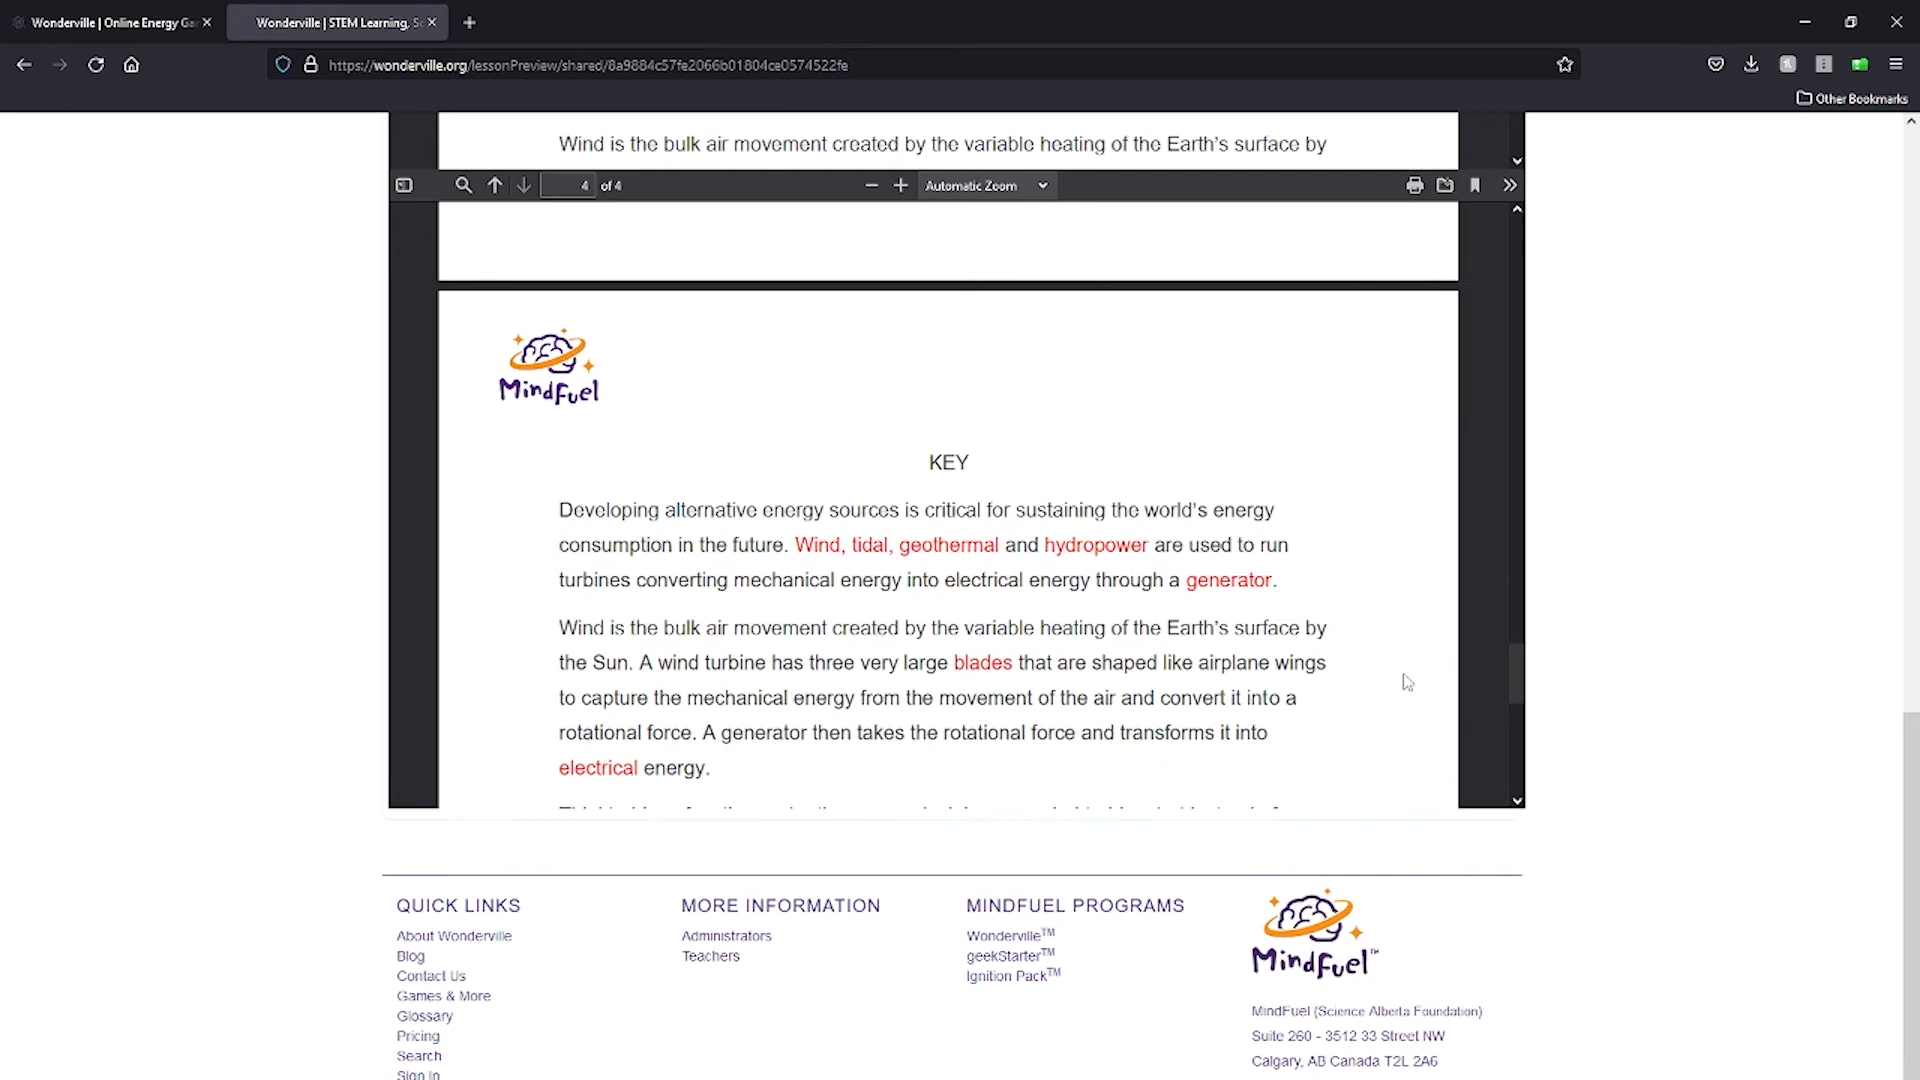 Wonderville | Online Energy Ga
Wonderville | STEM Learning, Sc
https://wonderville.org/lessonPreview/shared/8a9884c57fe2066b01804ce0574522fe
Other Bookmarks
Wind is the bulk air movement created by the variable heating of the Earth's surface by
4 of 4
Automatic Zoom
MindFuel
KEY
Developing alternative energy sources is critical for sustaining the world's energy
consumption in the future. Wind, tidal, geothermal and hydropower are used to run
turbines converting mechanical energy into electrical energy through a generator.
Wind is the bulk air movement created by the variable heating of the Earth's surface by
the Sun. A wind turbine has three very large blades that are shaped like airplane wings
to capture the mechanical energy from the movement of the air and convert it into a
rotational force. A generator then takes the rotational force and transforms it into
electrical energy.
QUICK LINKS
About Wonderville
Blog
Contact Us
Games & More
Glossary
Pricing
Search
Sign In
MORE INFORMATION
Administrators
Teachers
MINDFUEL PROGRAMS
Wonderville™
geekStarter™
Ignition Pack™
MindFuel™
MindFuel (Science Alberta Foundation)
Suite 260 - 3512 33 Street NW
Calgary, AB Canada T2L 2A6